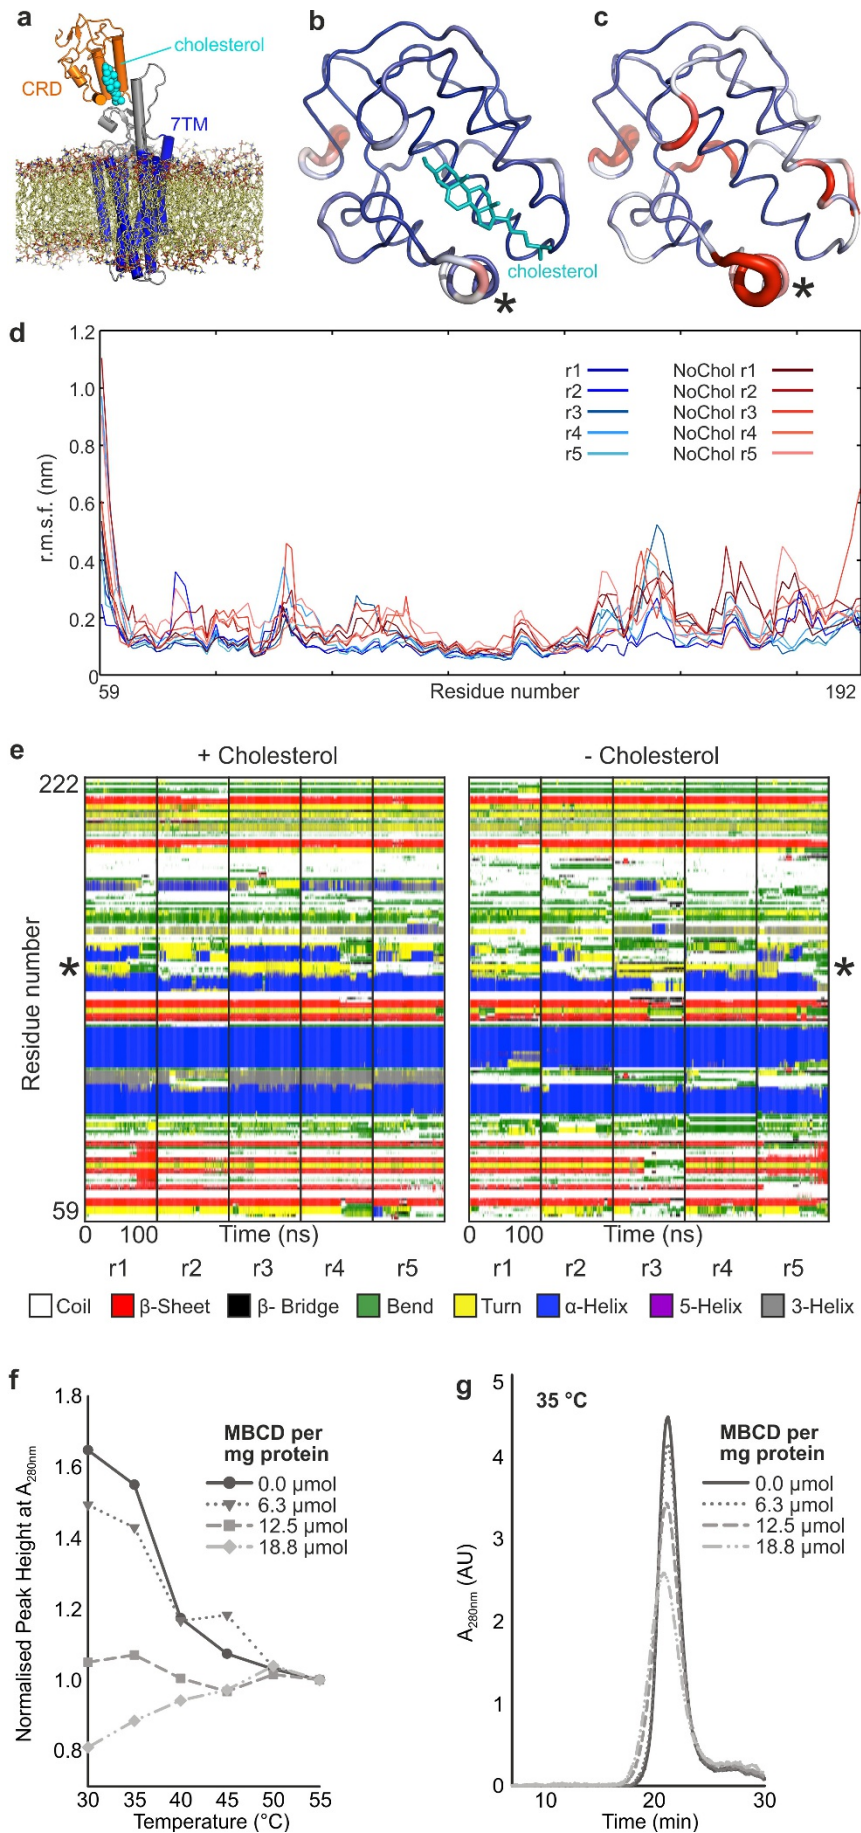 a
cholesterol
CRD
7TM
b
cholesterol
*
c
*
d
1.2
1.0
0.8
0.6
0.4
0.2
0
r.m.s.f. (nm)
r1
r2
r3
r4
r5
NoChol r1
NoChol r2
NoChol r3
NoChol r4
NoChol r5
59
Residue number
192
e
+ Cholesterol
- Cholesterol
222
Residue number
*
*
59
0 100 Time (ns)
0 100 Time (ns)
r1 r2 r3 r4 r5
r1 r2 r3 r4 r5
Coil β-Sheet β- Bridge Bend Turn α-Helix 5-Helix 3-Helix
f
1.8
1.6
1.4
1.2
1.0
0.8
Normalised Peak Height at A280nm
MBCD per
mg protein
0.0 μmol
6.3 μmol
12.5 μmol
18.8 μmol
30 35 40 45 50 55
Temperature (°C)
g
35 °C
5
4
3
2
1
0
A280nm (AU)
MBCD per
mg protein
0.0 μmol
6.3 μmol
12.5 μmol
18.8 μmol
10 20 30
Time (min)